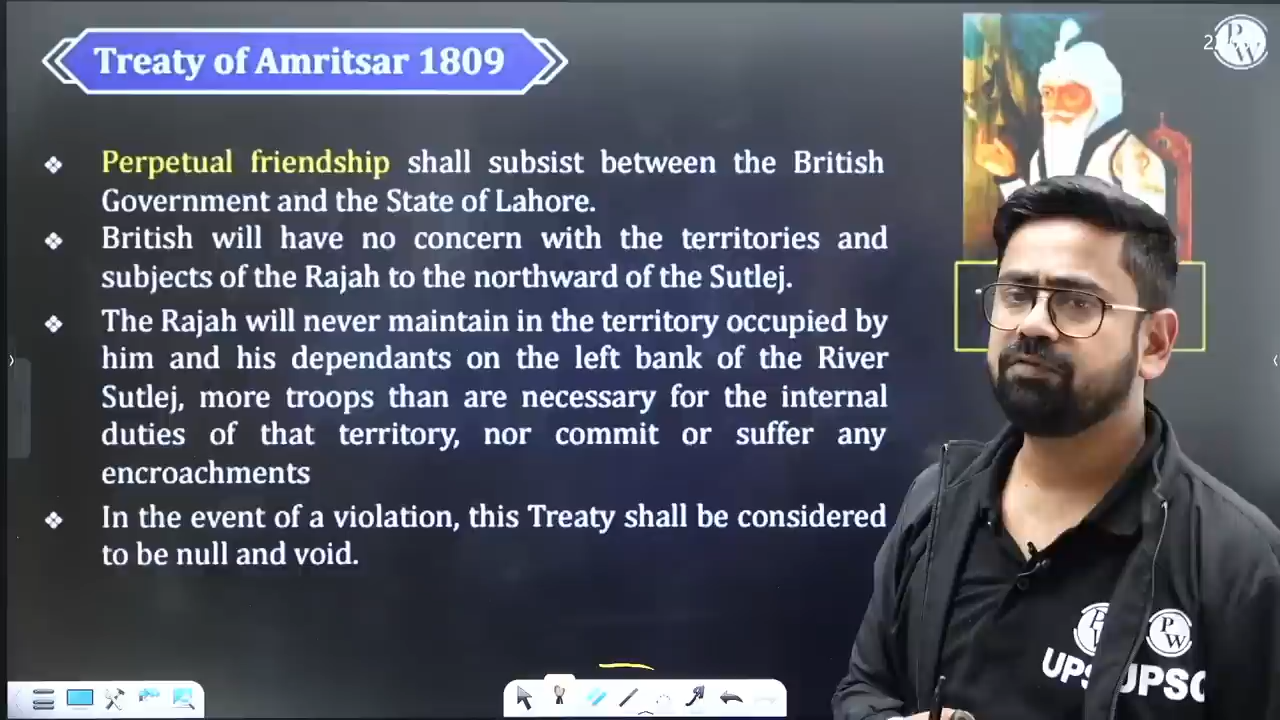 Treaty of Amritsar 1809
❖ Perpetual friendship shall subsist between the British
Government and the State of Lahore.
❖ British will have no concern with the territories and
subjects of the Rajah to the northward of the Sutlej.
❖ The Rajah will never maintain in the territory occupied by
him and his dependants on the left bank of the River
Sutlej, more troops than are necessary for the internal
duties of that territory, nor commit or suffer any
encroachments
❖ In the event of a violation, this Treaty shall be considered
to be null and void.
PW
PW
UPSC